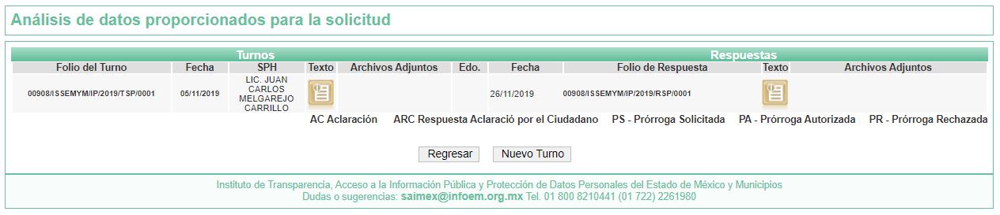 Análisis de datos proporcionados para la solicitud
Turnos Respuestas
Folio del Turno Fecha SPH Texto Archivos Adjuntos Edo. Fecha Folio de Respuesta Texto Archivos Adjuntos
00908/ISSEMYM/IP/2019/TSP/0001 05/11/2019 LIC. JUAN CARLOS MELGAREJO CARRILLO 26/11/2019 00908/ISSEMYM/IP/2019/RSP/0001
AC Aclaración ARC Respuesta Aclaració por el Ciudadano PS - Prórroga Solicitada PA - Prórroga Autorizada PR - Prórroga Rechazada
Regresar Nuevo Turno
Instituto de Transparencia, Acceso a la Información Pública y Protección de Datos Personales del Estado de México y Municipios
Dudas o sugerencias: saimex@infoem.org.mx Tel. 01 800 8210441 (01 722) 2261980